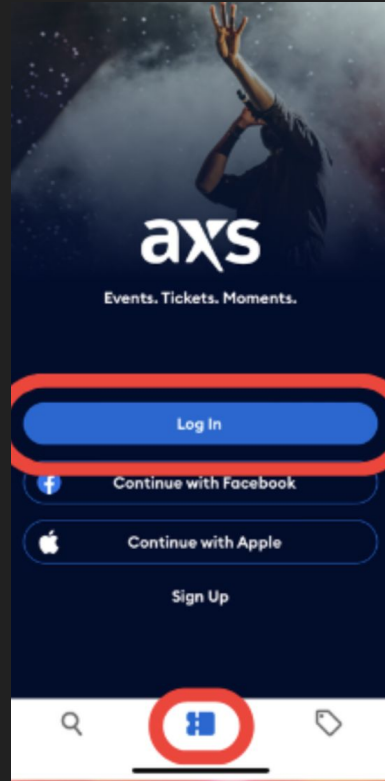 axs
Events. Tickets. Moments.
Log In
Continue with Facebook
Continue with Apple
Sign Up